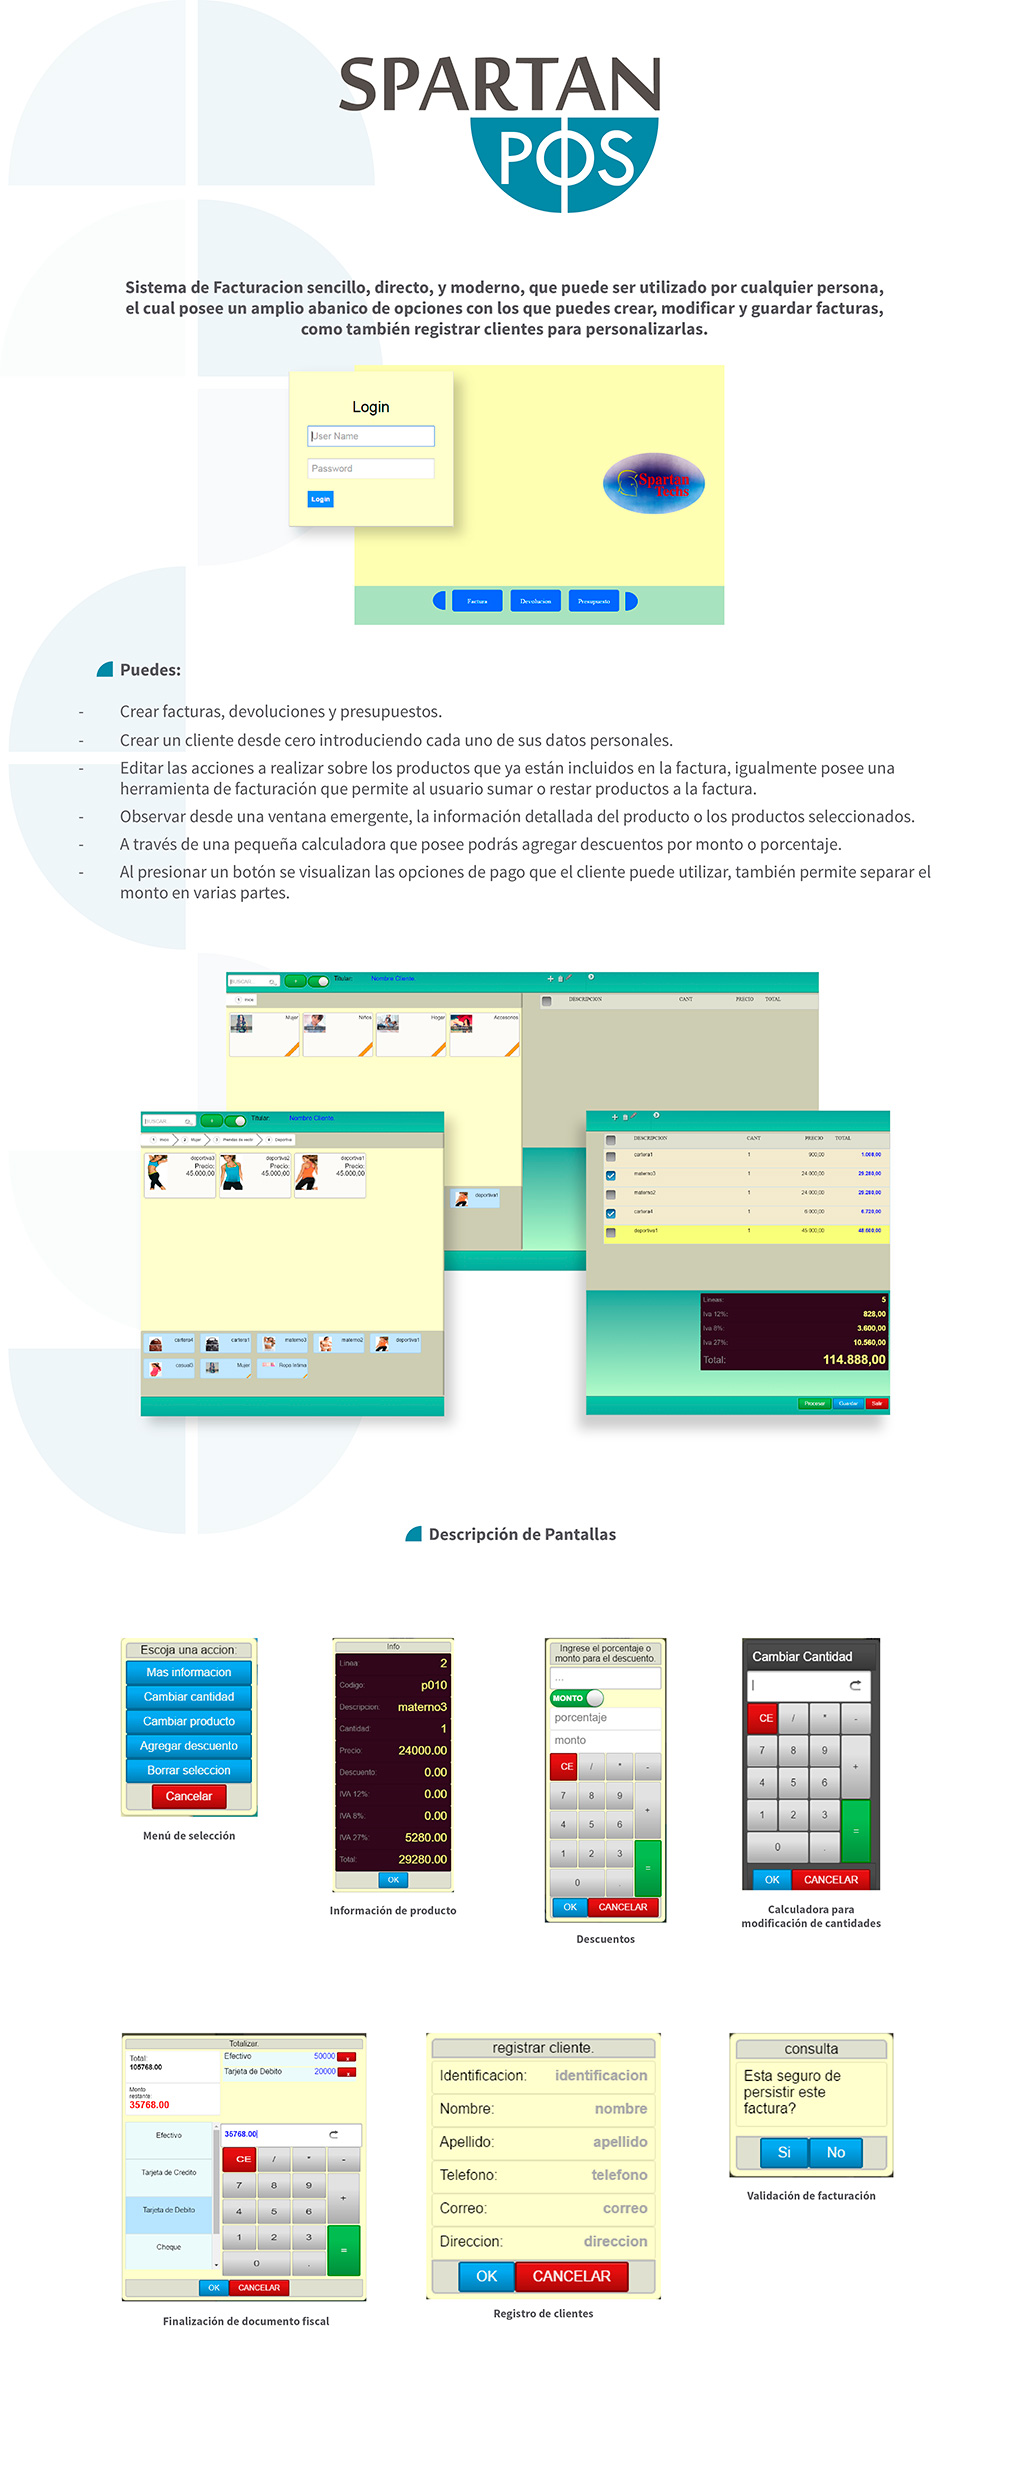 SPARTAN
POS
Sistema de Facturacion sencillo, directo, y moderno, que puede ser utilizado por cualquier persona,
el cual posee un amplio abanico de opciones con los que puedes crear, modificar y guardar facturas,
como también registrar clientes para personalizarlas.
Login
User Name
Password
Login
Spartan
Techs
Factura
Devolucion
Presupuesto
Puedes:
- Crear facturas, devoluciones y presupuestos.
- Crear un cliente desde cero introduciendo cada uno de sus datos personales.
- Editar las acciones a realizar sobre los productos que ya están incluidos en la factura, igualmente posee una
herramienta de facturación que permite al usuario sumar o restar productos a la factura.
- Observar desde una ventana emergente, la información detallada del producto o los productos seleccionados.
- A través de una pequeña calculadora que posee podrás agregar descuentos por monto o porcentaje.
- Al presionar un botón se visualizan las opciones de pago que el cliente puede utilizar, también permite separar el
monto en varias partes.
BUSCAR Titular: Nombre Cliente.
1 Inicio
DESCRIPCION CANT PRECIO TOTAL
Mujer Niños Hogar Accesorios
deportiva1
BUSCAR Titular: Nombre Cliente.
1 Inicio 2 Mujer 3 Prendas de vestir 4 Deportiva
deportiva3 Precio: 45.000,00
deportiva2 Precio: 45.000,00
deportiva1 Precio: 45.000,00
cartera4 cartera1 materno3 materno2 deportiva1
casual3 Mujer Ropa Intima
DESCRIPCION CANT PRECIO TOTAL
cartera1 1 900,00 1.008,00
materno3 1 24.000,00 29.280,00
materno2 1 24.000,00 29.280,00
cartera4 1 6.000,00 6.720,00
deportiva1 1 45.000,00 48.600,00
Lineas: 5
Iva 12%: 828,00
Iva 8%: 3.600,00
Iva 27%: 10.560,00
Total: 114.888,00
Procesar Guardar Salir
Descripción de Pantallas
Escoja una accion:
Mas informacion
Cambiar cantidad
Cambiar producto
Agregar descuento
Borrar seleccion
Cancelar
Menú de selección
Info
Linea: 2
Codigo: p010
Descripcion: materno3
Cantidad: 1
Precio: 24000.00
Descuento: 0.00
IVA 12%: 0.00
IVA 8%: 0.00
IVA 27%: 5280.00
Total: 29280.00
OK
Información de producto
Ingrese el porcentaje o
monto para el descuento.
...
MONTO
porcentaje
monto
CE / * -
7 8 9
+
4 5 6
1 2 3
=
0 .
OK CANCELAR
Descuentos
Cambiar Cantidad
CE / * -
7 8 9
+
4 5 6
1 2 3
=
0 .
OK CANCELAR
Calculadora para
modificación de cantidades
Totalizar.
Total:
105768.00
Monto
restante:
35768.00
Efectivo 50000 x
Tarjeta de Debito 20000 x
Efectivo
Tarjeta de Credito
Tarjeta de Debito
Cheque
35768.00
CE / * -
7 8 9
+
4 5 6
1 2 3
=
0 .
OK CANCELAR
Finalización de documento fiscal
registrar cliente.
Identificacion: identificacion
Nombre: nombre
Apellido: apellido
Telefono: telefono
Correo: correo
Direccion: direccion
OK CANCELAR
Registro de clientes
consulta
Esta seguro de
persistir este
factura?
Si No
Validación de facturación